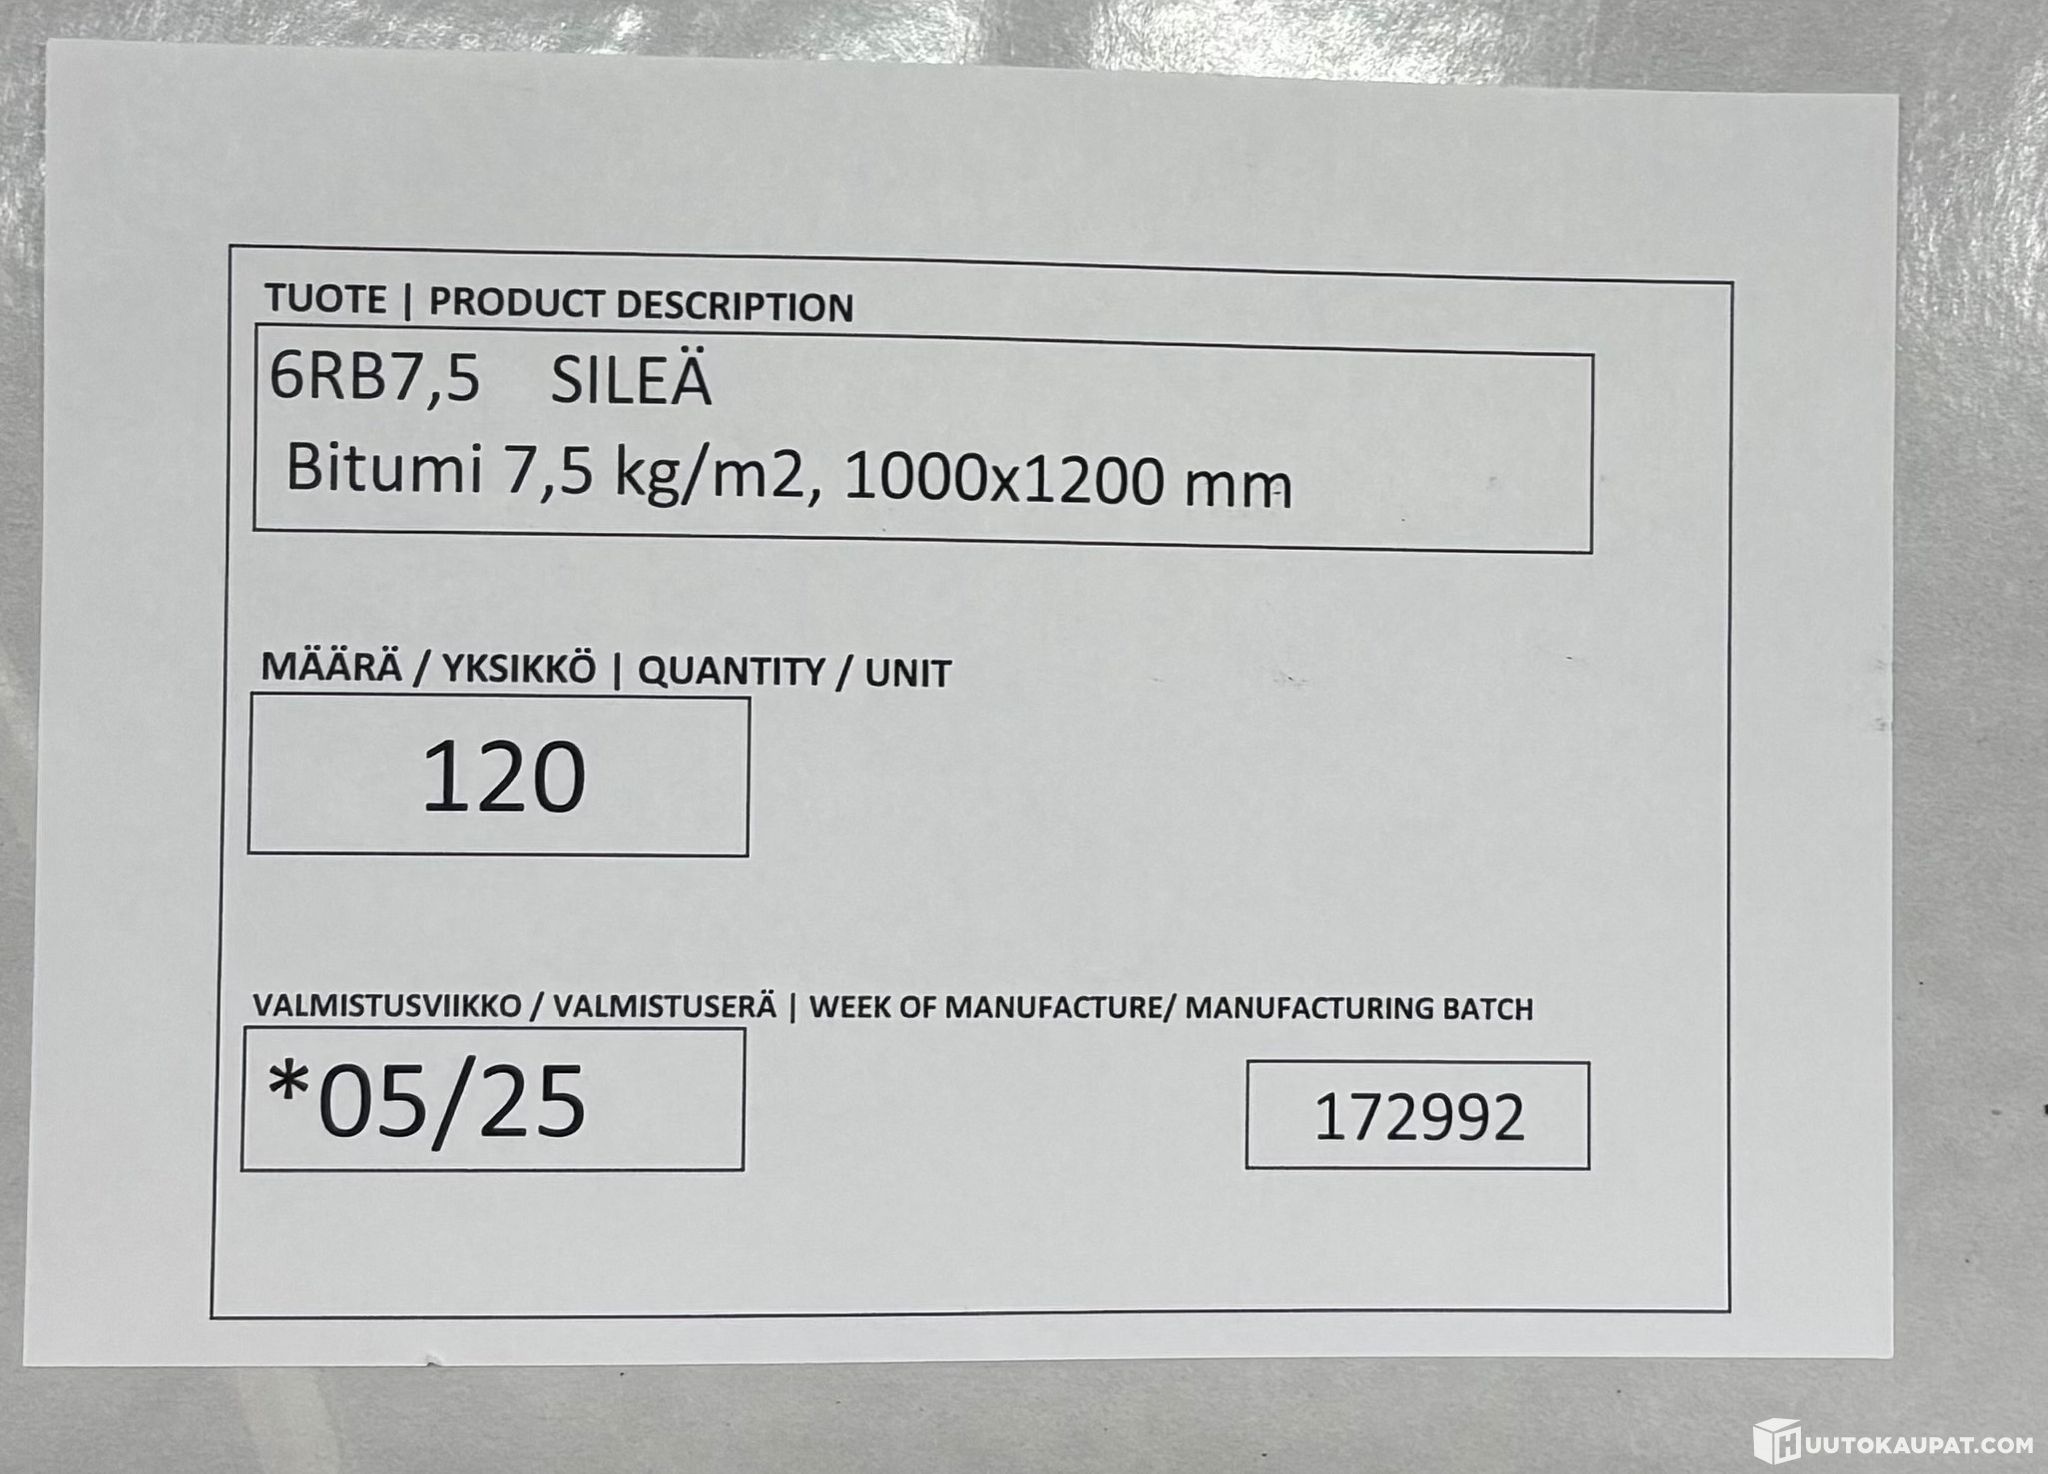 TUOTE | PRODUCT DESCRIPTION
6RB7,5 SILEÄ
Bitumi 7,5 kg/m2, 1000x1200 mm
MÄÄRÄ / YKSIKKÖ | QUANTITY / UNIT
120
VALMISTUSVIIKKO / VALMISTUSERÄ | WEEK OF MANUFACTURE/ MANUFACTURING BATCH
*05/25 172992
HUUTOKAUPAT.COM